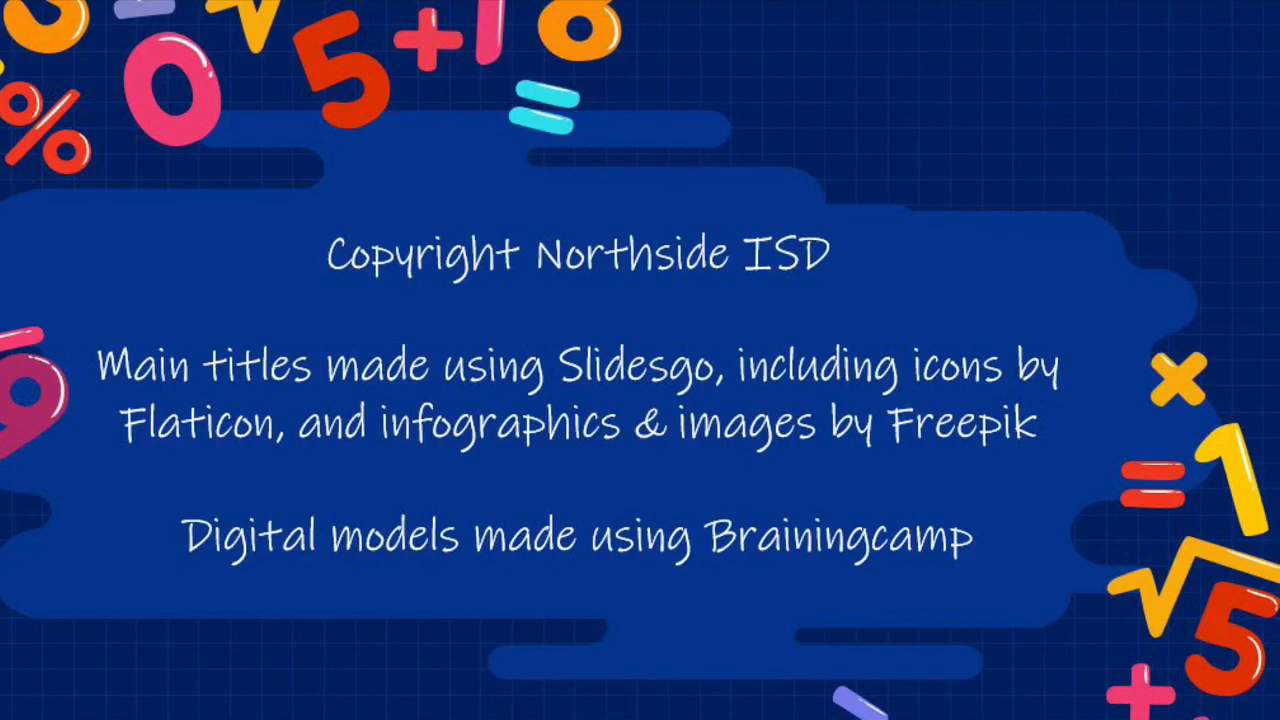 Copyright Northside ISD
Main titles made using Slidesgo, including icons by
Flaticon, and infographics & images by Freepik
Digital models made using Brainingcamp